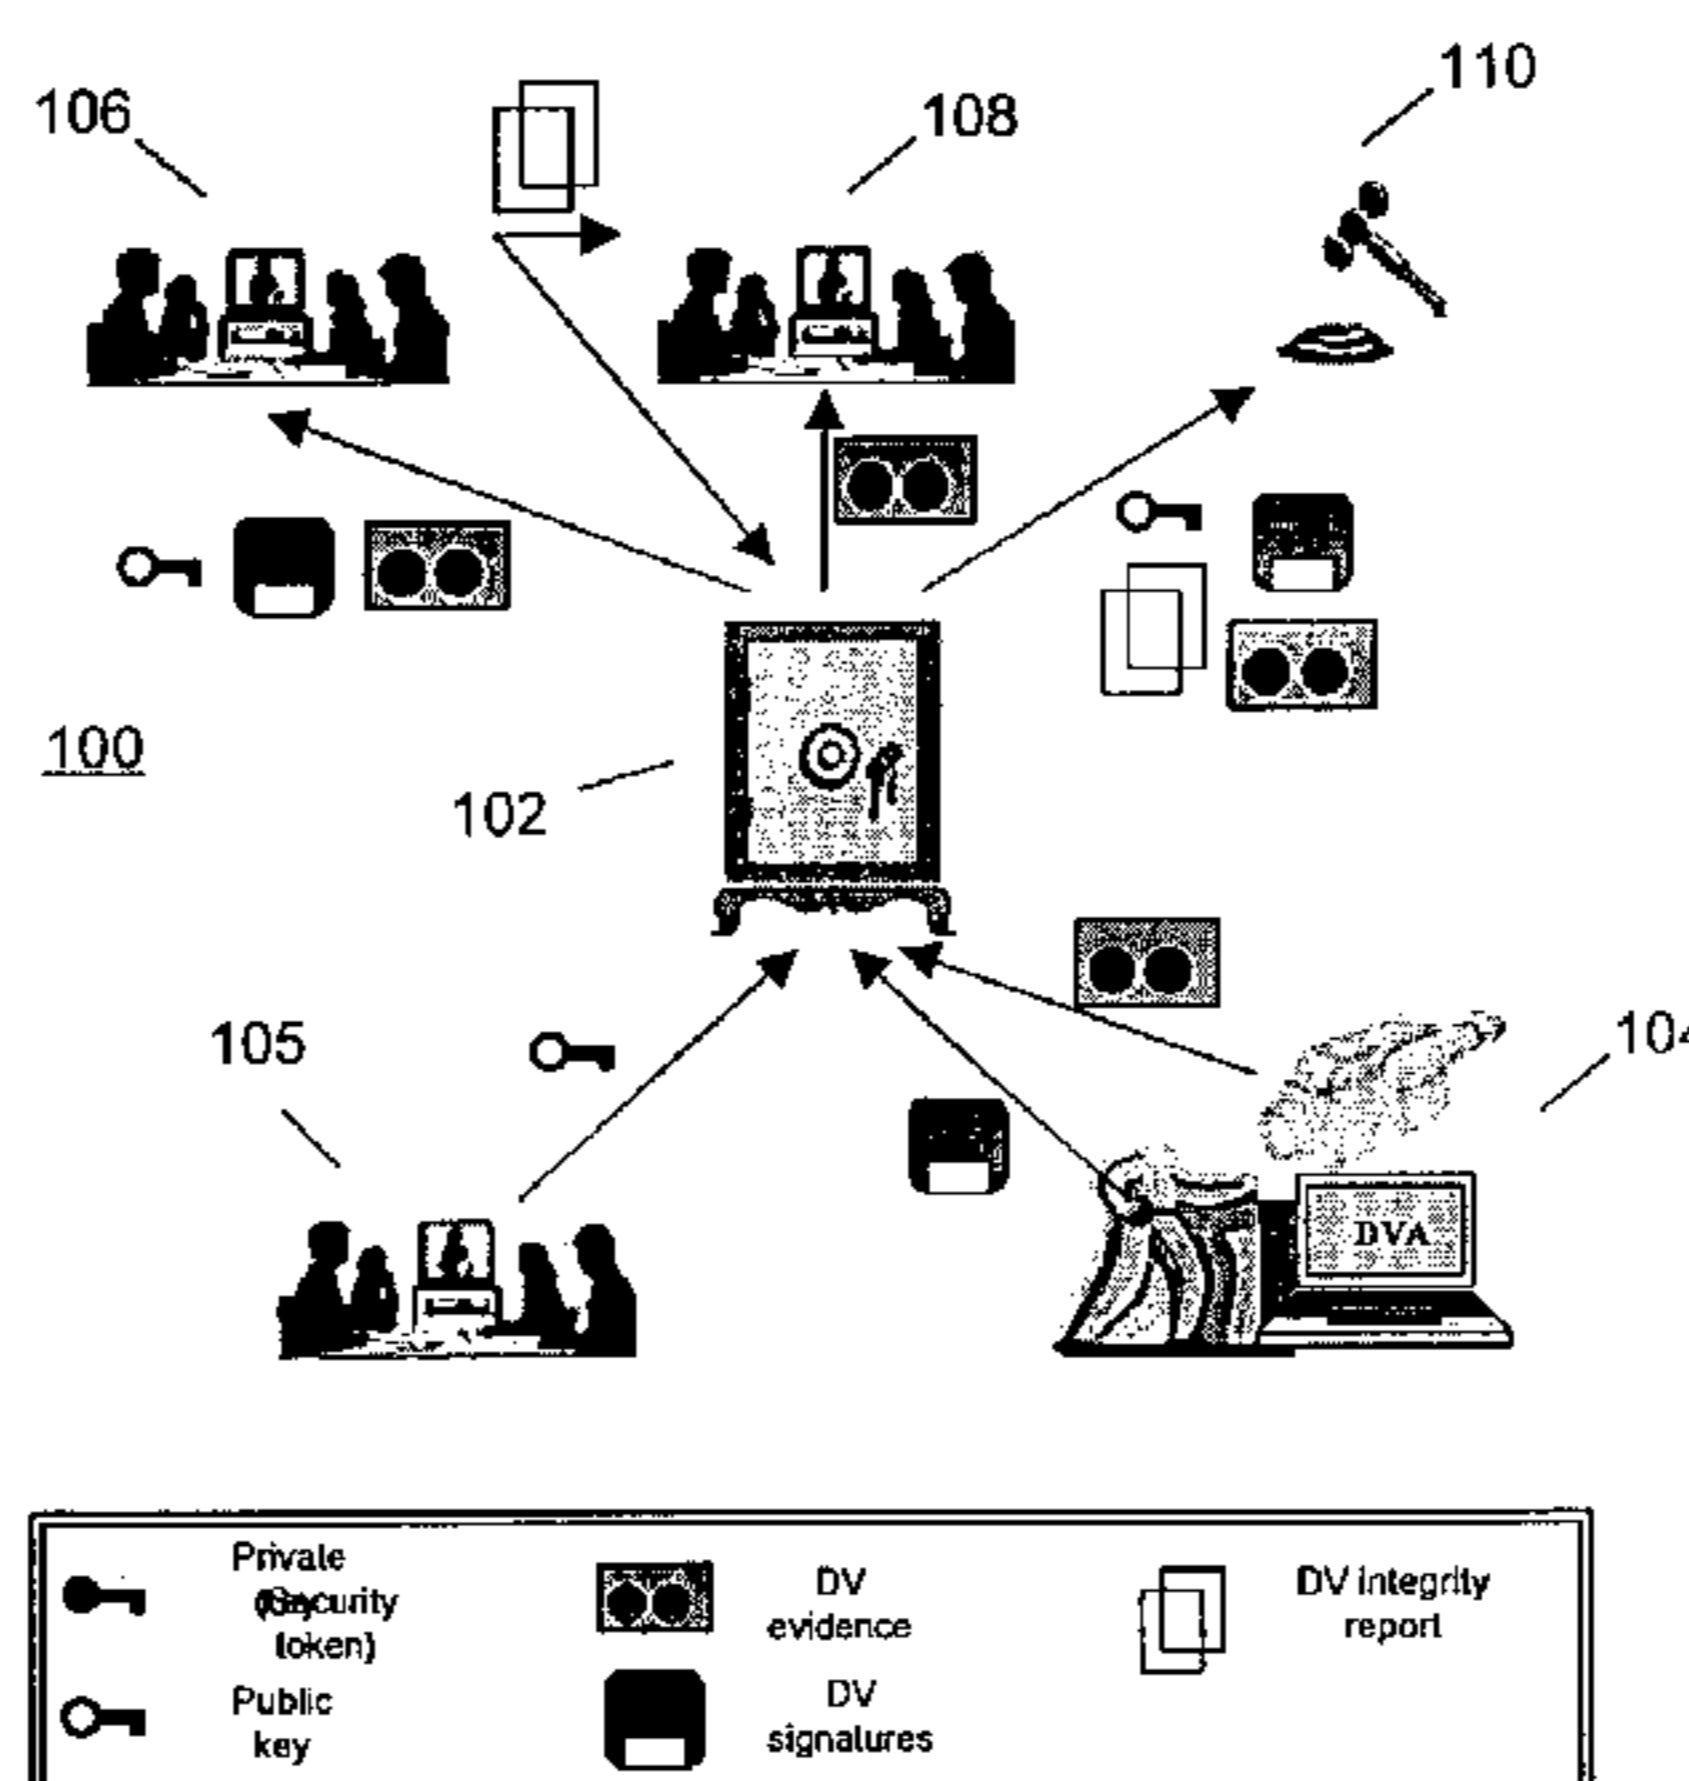 110
106
108
100
102
105
104
DVA
Private
(Security
token)
DV
evidence
DV integrity
report
Public
key
DV
signatures